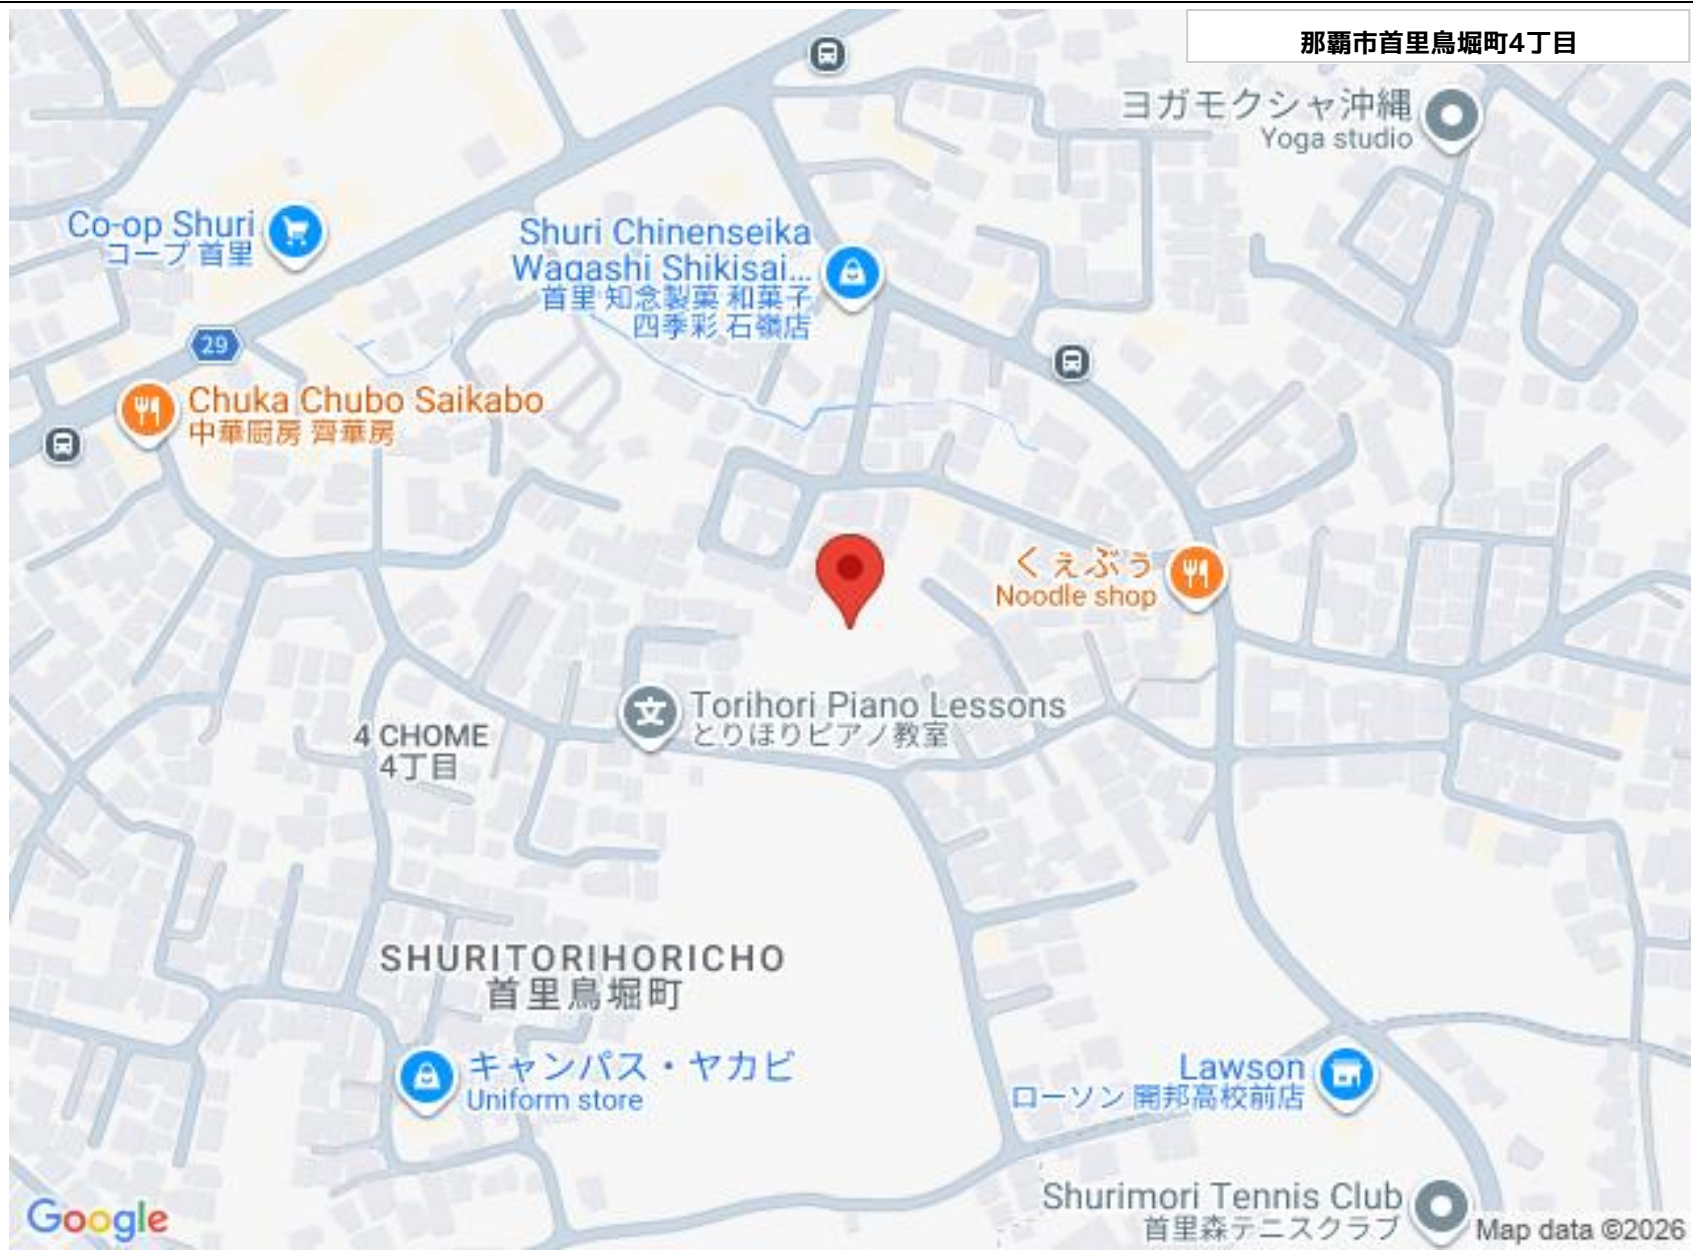 那覇市首里鳥堀町4丁目
ヨガモクシャ沖縄
Yoga studio
Co-op Shuri
コープ 首里
Shuri Chinenseika
Wagashi Shikisai...
首里 知念製菓 和菓子
四季彩 石嶺店
29
Chuka Chubo Saikabo
中華厨房 齊華房
くぇぶぅ
Noodle shop
Torihori Piano Lessons
とりほりピアノ教室
4 CHOME
4丁目
SHURITORIHORICHO
首里鳥堀町
キャンパス・ヤカビ
Uniform store
Lawson
ローソン 開邦高校前店
Shurimori Tennis Club
首里森テニスクラブ
Google
Map data ©2026